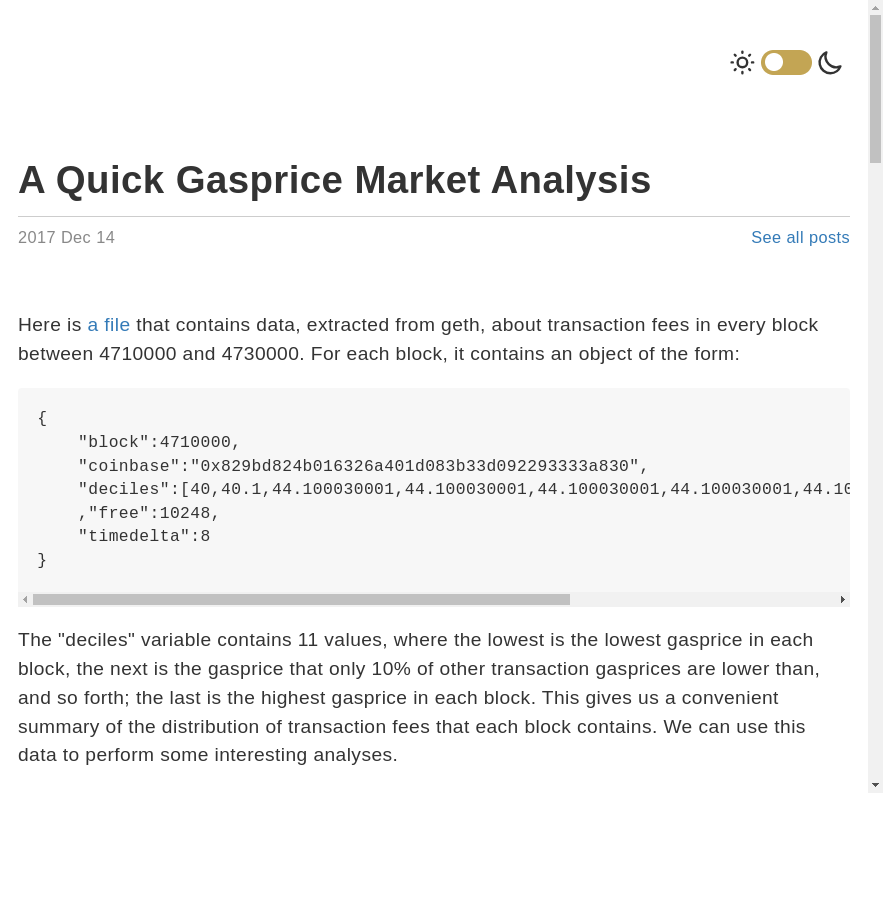 A Quick Gasprice Market Analysis
2017 Dec 14
See all posts
Here is a file that contains data, extracted from geth, about transaction fees in every block
between 4710000 and 4730000. For each block, it contains an object of the form:
{
    "block":4710000,
    "coinbase":"0x829bd824b016326a401d083b33d092293333a830",
    "deciles":[40,40.1,44.100030001,44.100030001,44.100030001,44.100030001,44.10
    ,"free":10248,
    "timedelta":8
}
The "deciles" variable contains 11 values, where the lowest is the lowest gasprice in each
block, the next is the gasprice that only 10% of other transaction gasprices are lower than,
and so forth; the last is the highest gasprice in each block. This gives us a convenient
summary of the distribution of transaction fees that each block contains. We can use this
data to perform some interesting analyses.